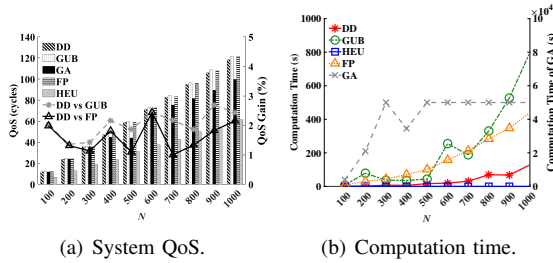 140
120
100
80
60
40
20
0
QoS (cycles)
DD
GUB
GA
FP
HEU
DD vs GUB
DD vs FP
5
4
3
2
1
0
QoS Gain (%)
100 200 300 400 500 600 700 800 900 1000
N
(a) System QoS.
1000
800
600
400
200
0
Computation Time (s)
DD
GUB
HEU
FP
GA
×10⁴
10
8
6
4
2
0
Computation Time of GA (s)
100 200 300 400 500 600 700 800 900 1000
N
(b) Computation time.